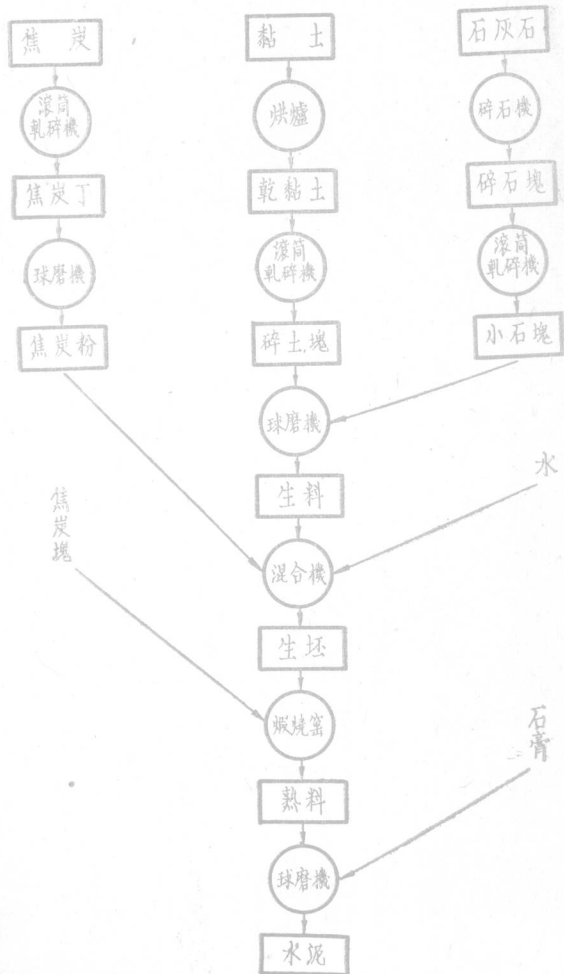 焦炭
黏土
石灰石
滾筒
軋碎機
烘爐
碎石機
焦炭丁
乾黏土
碎石塊
球磨機
滾筒
軋碎機
滾筒
軋碎機
焦炭粉
碎土塊
小石塊
球磨機
水
生料
焦炭塊
混合機
生坯
煅燒窰
石膏
熱料
球磨機
水泥